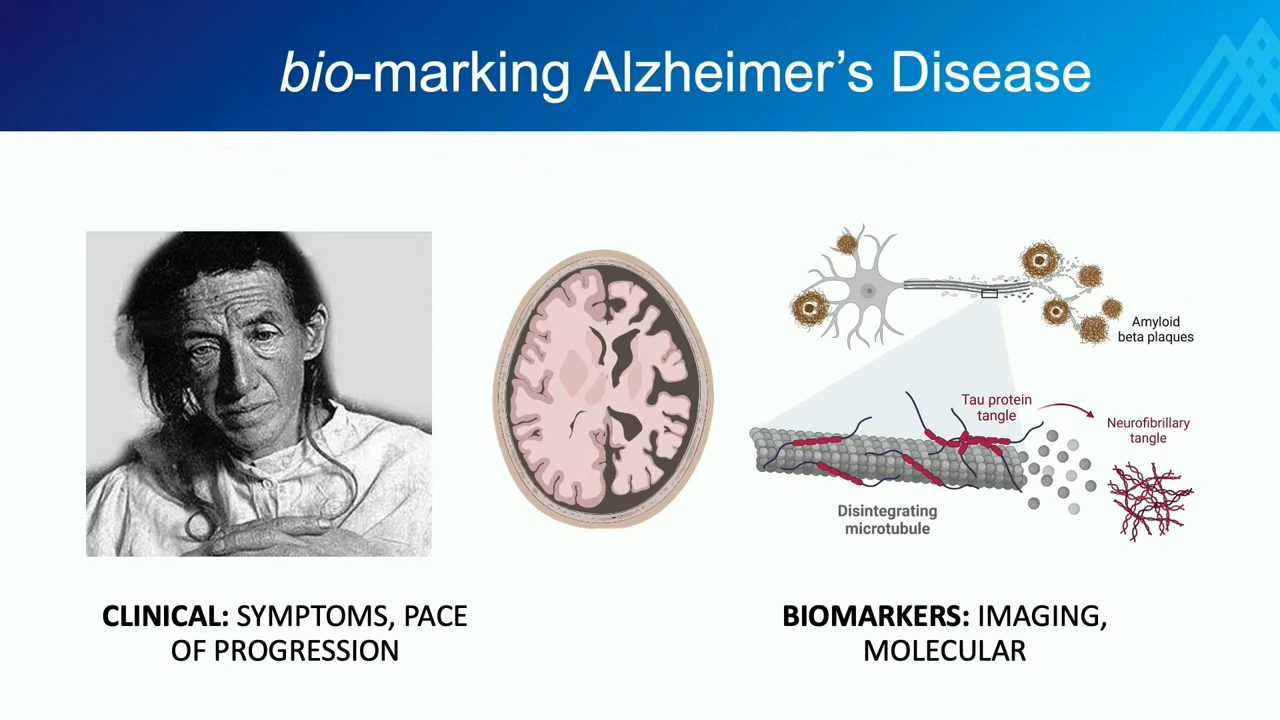 bio-marking Alzheimer’s Disease
Amyloid
beta plaques
Tau protein
tangle
Neurofibrillary
tangle
Disintegrating
microtubule
CLINICAL: SYMPTOMS, PACE
OF PROGRESSION
BIOMARKERS: IMAGING,
MOLECULAR